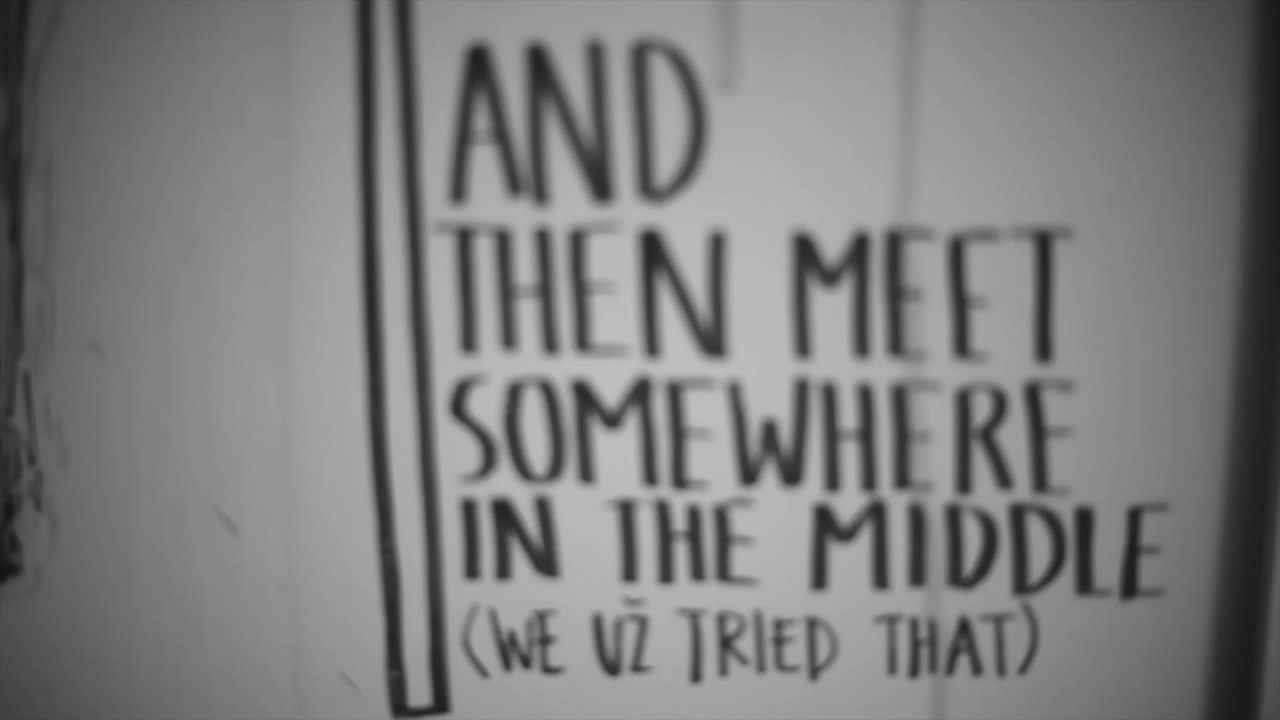 AND
THEN MEET
SOMEWHERE
IN THE MIDDLE
(WE UŽ TRIED THAT)